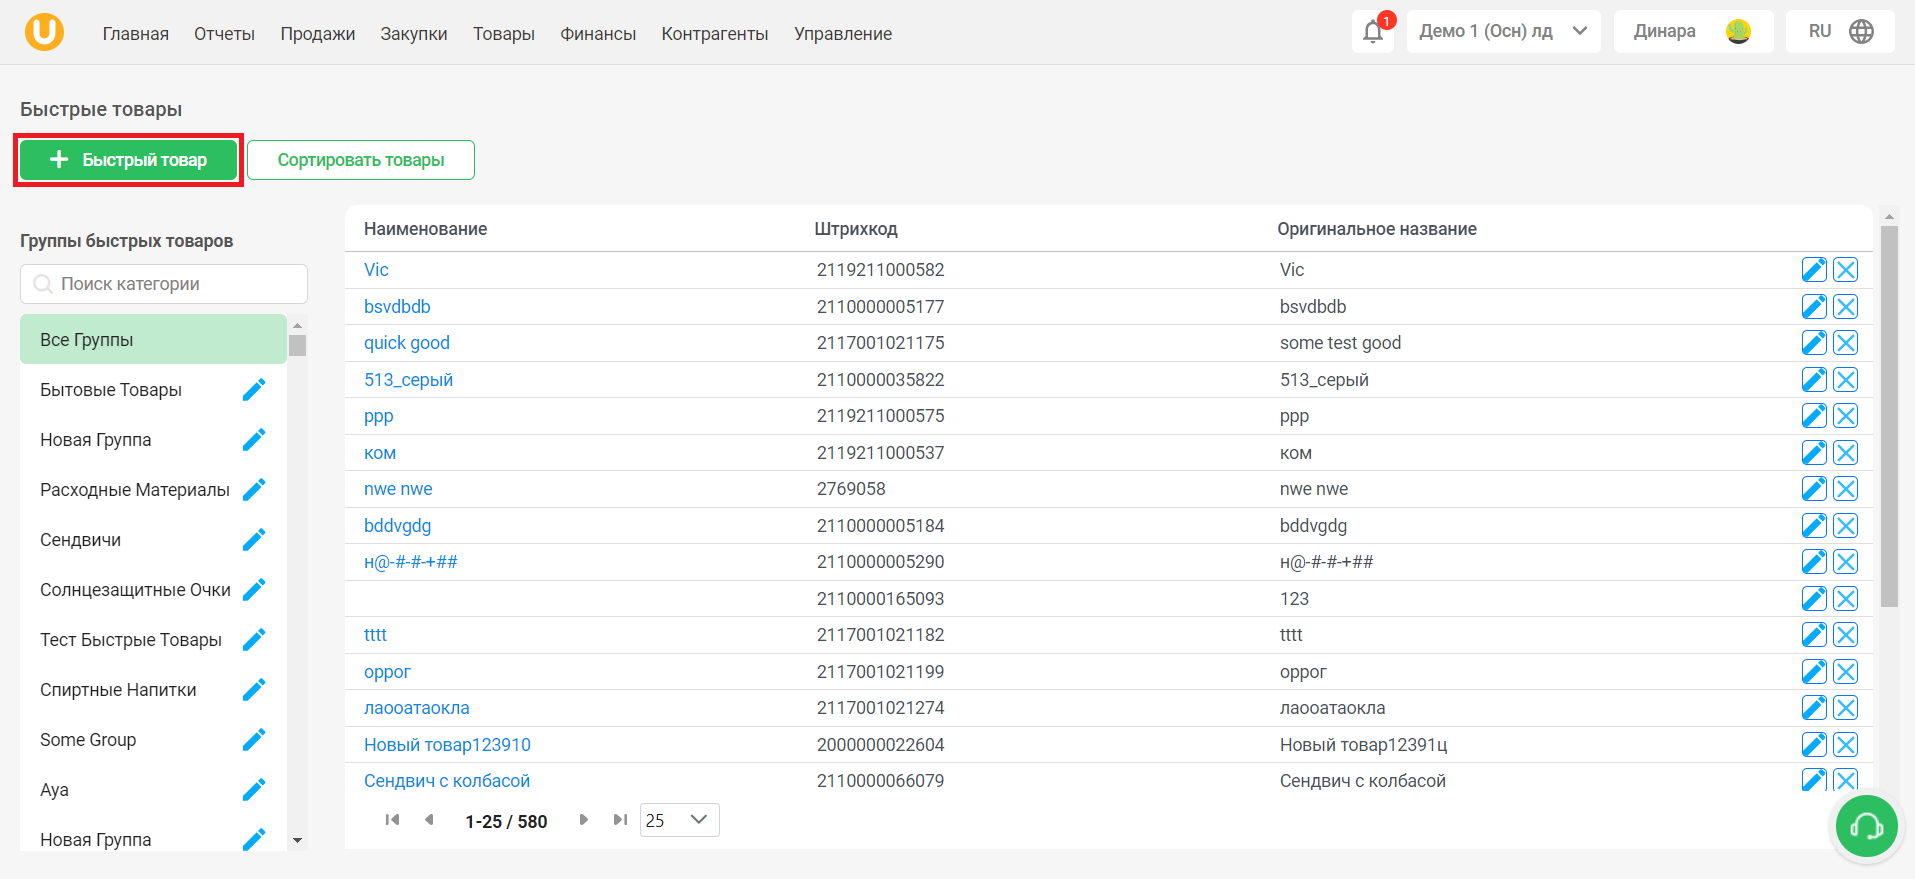 U Главная Отчеты Продажи Закупки Товары Финансы Контрагенты Управление 1 Демо 1 (Осн) лд Динара RU
Быстрые товары
Быстрый товар Сортировать товары
Группы быстрых товаров
Поиск категории
Все Группы
Бытовые Товары
Новая Группа
Расходные Материалы
Сендвичи
Солнцезащитные Очки
Тест Быстрые Товары
Спиртные Напитки
Some Group
Ауа
Новая Группа
Наименование Штрихкод Оригинальное название
Vic 2119211000582 Vic
bsvdbdb 2110000005177 bsvdbdb
quick good 2117001021175 some test good
513_серый 2110000035822 513_серый
ррр 2119211000575 ррр
ком 2119211000537 ком
nwe nwe 2769058 nwe nwe
bddvgdg 2110000005184 bddvgdg
н@-#-#-+## 2110000005290 н@-#-#-+##
2110000165093 123
tttt 2117001021182 tttt
оррог 2117001021199 оррог
лаооатаокла 2117001021274 лаооатаокла
Новый товар123910 2000000022604 Новый товар12391ц
Сендвич с колбасой 2110000066079 Сендвич с колбасой
1-25 / 580 25